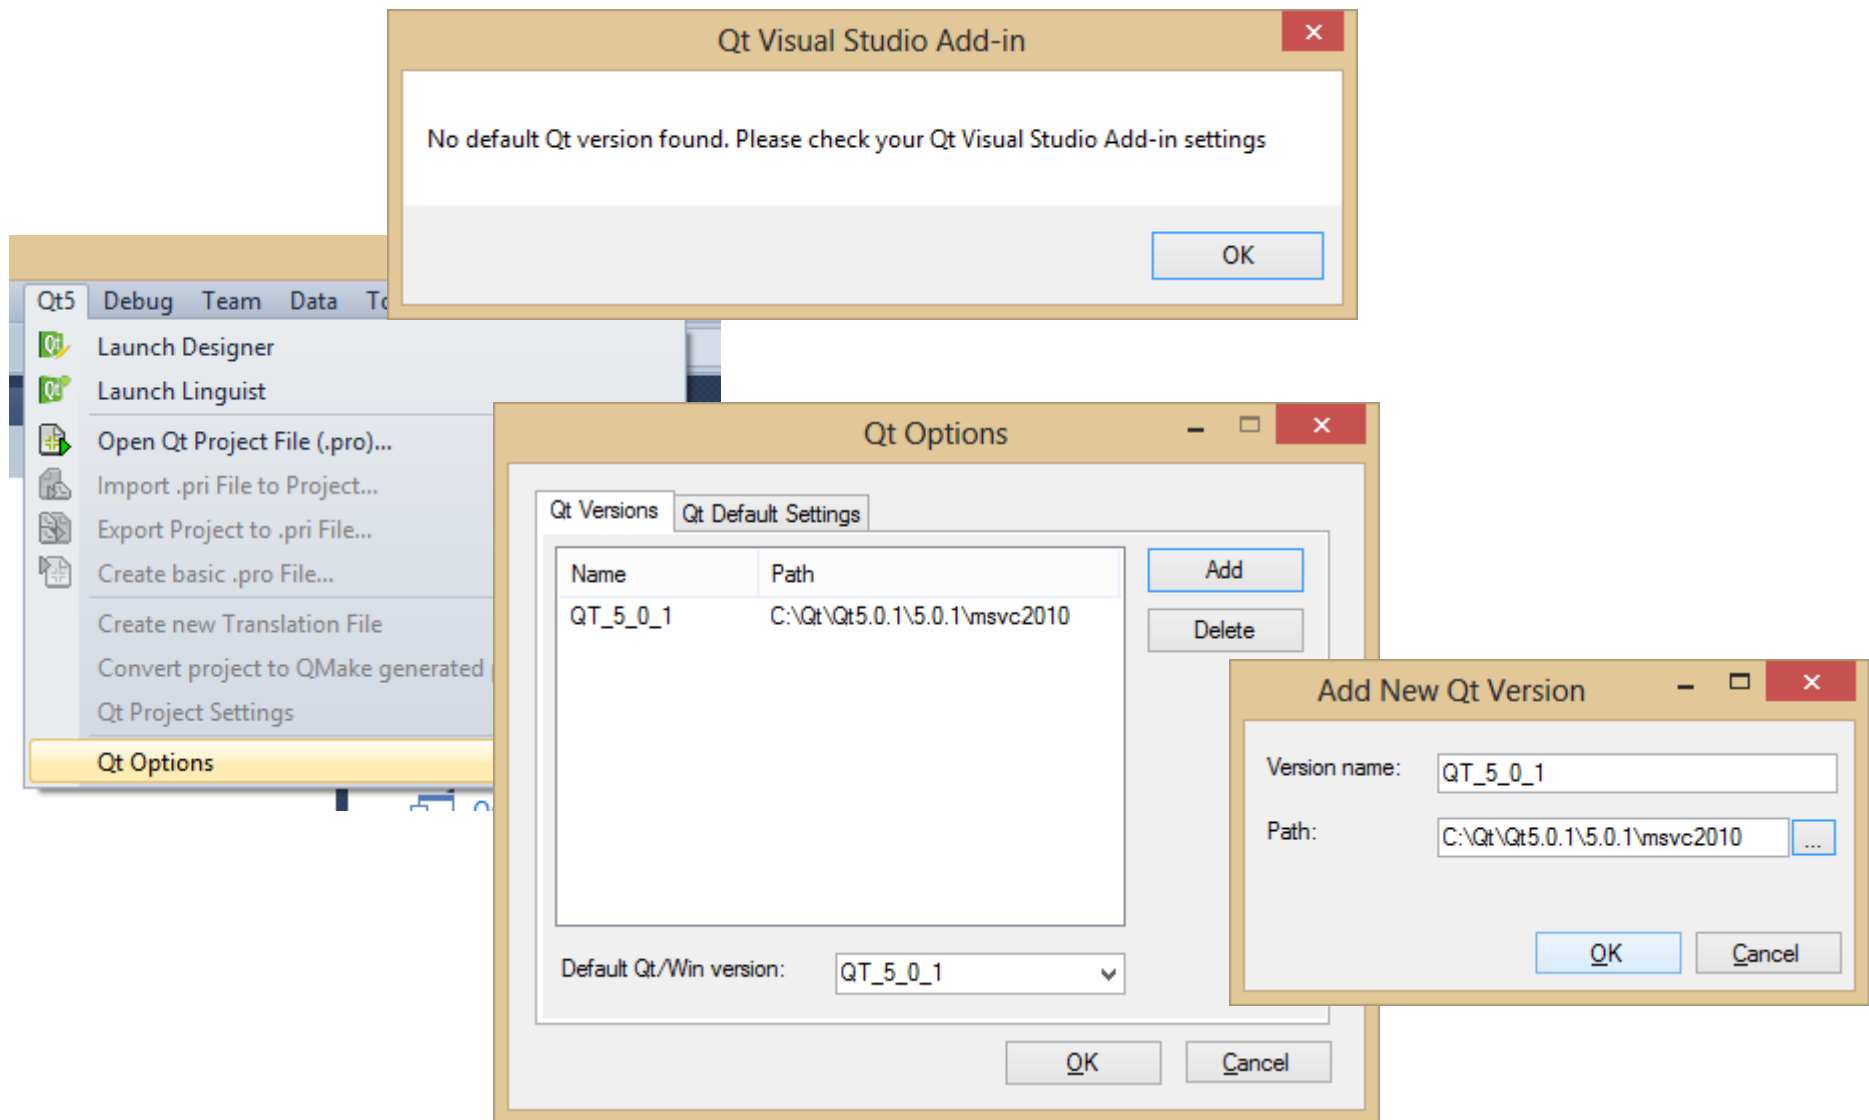 Qt Visual Studio Add-in
No default Qt version found. Please check your Qt Visual Studio Add-in settings
OK
Qt5 Debug Team Data
Launch Designer
Launch Linguist
Open Qt Project File (.pro)...
Import .pri File to Project...
Export Project to .pri File...
Create basic .pro File...
Create new Translation File
Convert project to QMake generated
Qt Project Settings
Qt Options
Qt Options
Qt Versions Qt Default Settings
Name Path
QT_5_0_1 C:\Qt\Qt5.0.1\5.0.1\msvc2010
Add
Delete
Default Qt/Win version: QT_5_0_1
OK Cancel
Add New Qt Version
Version name: QT_5_0_1
Path: C:\Qt\Qt5.0.1\5.0.1\msvc2010 ...
OK Cancel